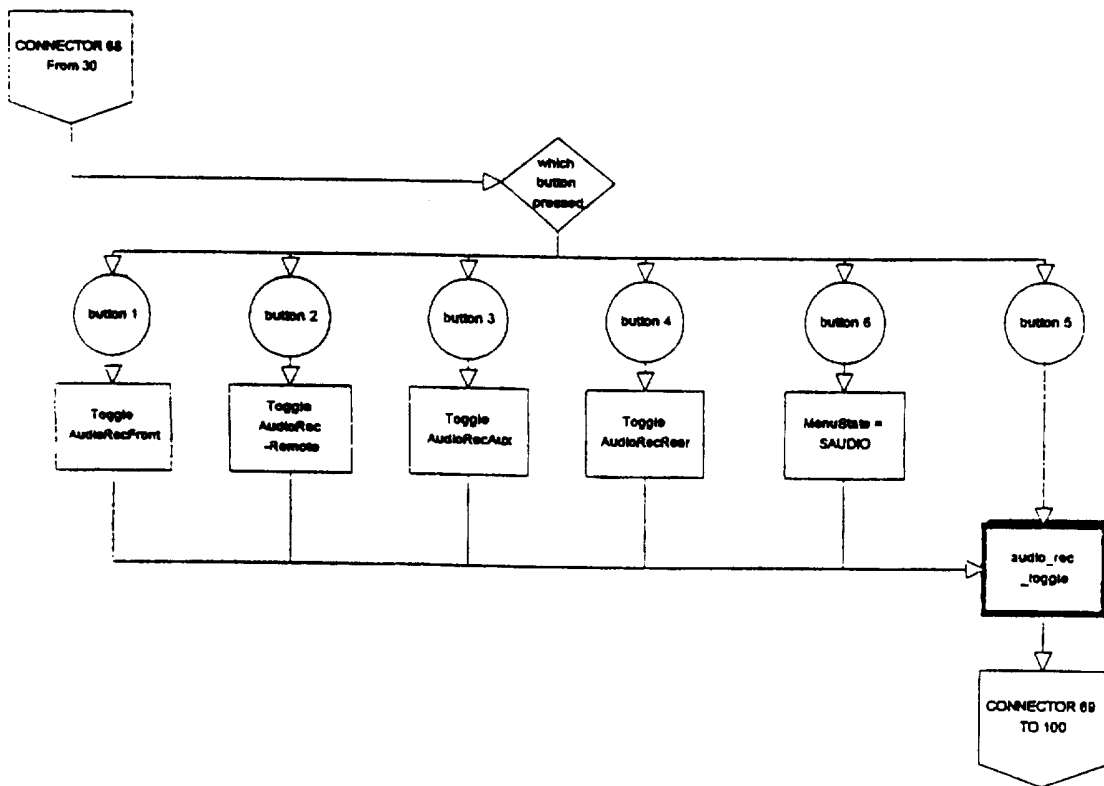 CONNECTOR 68
From 30
which
button
pressed
button 1
button 2
button 3
button 4
button 6
button 5
Toggle
AudioRecFront
Toggle
AudioRec
-Remote
Toggle
AudioRecAux
Toggle
AudioRecRear
MenuState =
SAUDIO
audio_rec
_toggle
CONNECTOR 69
TO 100